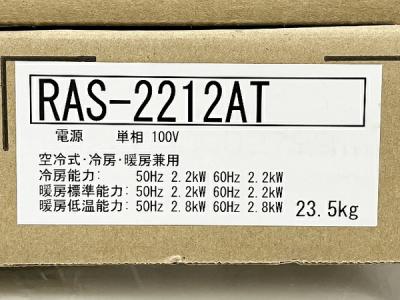 RAS-2212AT
電源 単相 100V
空冷式・冷房・暖房兼用
冷房能力: 50Hz 2.2kW 60Hz 2.2kW
暖房標準能力: 50Hz 2.2kW 60Hz 2.2kW
暖房低温能力: 50Hz 2.8kW 60Hz 2.8kW 23.5kg